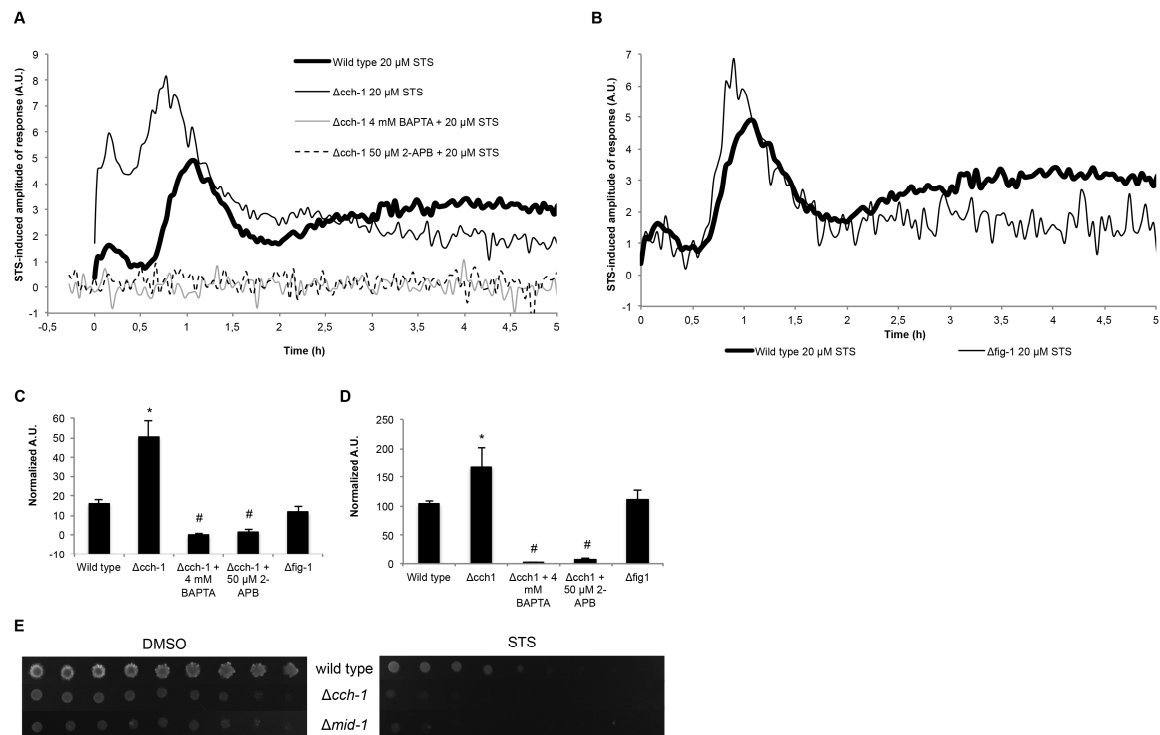 A
B
STS-induced amplitude of response (A.U.)
9
8
7
6
5
4
3
2
1
0
-1
-0,5
0
0,5
1
1,5
2
2,5
3
3,5
4
4,5
5
Time (h)
Wild type 20 µM STS
Δcch-1 20 µM STS
Δcch-1 4 mM BAPTA + 20 µM STS
Δcch-1 50 µM 2-APB + 20 µM STS
STS-induced amplitude of response (A.U.)
7
6
5
4
3
2
1
0
-1
0
0,5
1
1,5
2
2,5
3
3,5
4
4,5
5
Time (h)
Wild type 20 µM STS
Δfig-1 20 µM STS
C
Normalized A.U.
60
50
40
30
20
10
0
-10
*
#
#
Wild type
Δcch-1
Δcch-1 + 4 mM BAPTA
Δcch-1 + 50 µM 2-APB
Δfig-1
D
Normalized A.U.
250
200
150
100
50
0
*
#
#
Wild type
Δcch1
Δcch1 + 4 mM BAPTA
Δcch1 + 50 µM 2-APB
Δfig1
E
DMSO
STS
wild type
Δcch-1
Δmid-1